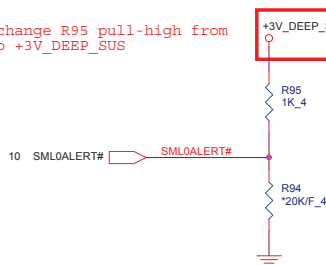 change R95 pull-high from
o +3V_DEEP_SUS
+3V_DEEP_S
R95
1K_4
10 SML0ALERT# SML0ALERT#
R94
*20K/F_4